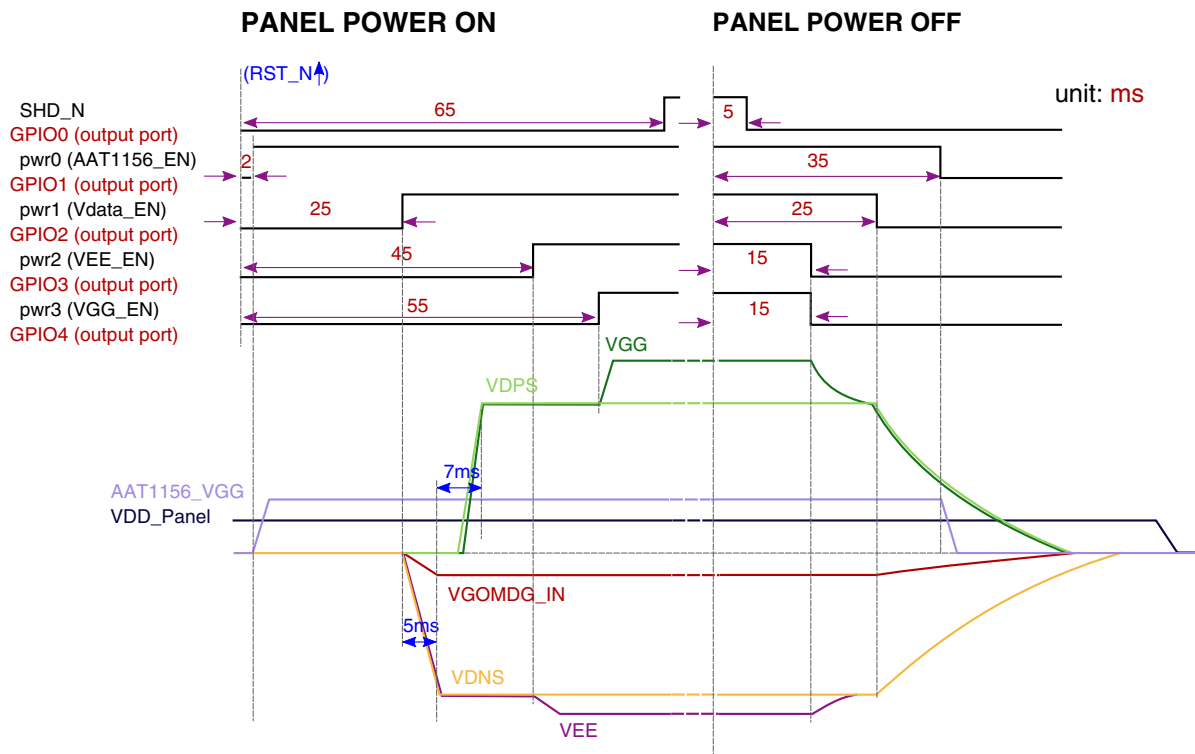 PANEL POWER ON
PANEL POWER OFF
(RST_N)
unit: ms
SHD_N
65
5
GPIO0 (output port)
pwr0 (AAT1156_EN)
2
35
GPIO1 (output port)
pwr1 (Vdata_EN)
25
25
GPIO2 (output port)
pwr2 (VEE_EN)
45
15
GPIO3 (output port)
pwr3 (VGG_EN)
55
15
GPIO4 (output port)
VGG
VDPS
7ms
AAT1156_VGG
VDD_Panel
VGOMDG_IN
5ms
VDNS
VEE